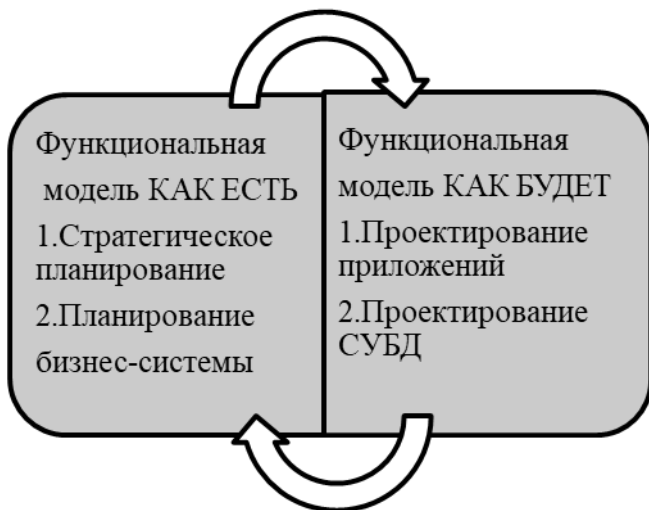 Функциональная
модель КАК ЕСТЬ
1.Стратегическое
планирование
2.Планирование
бизнес-системы
Функциональная
модель КАК БУДЕТ
1.Проектирование
приложений
2.Проектирование
СУБД